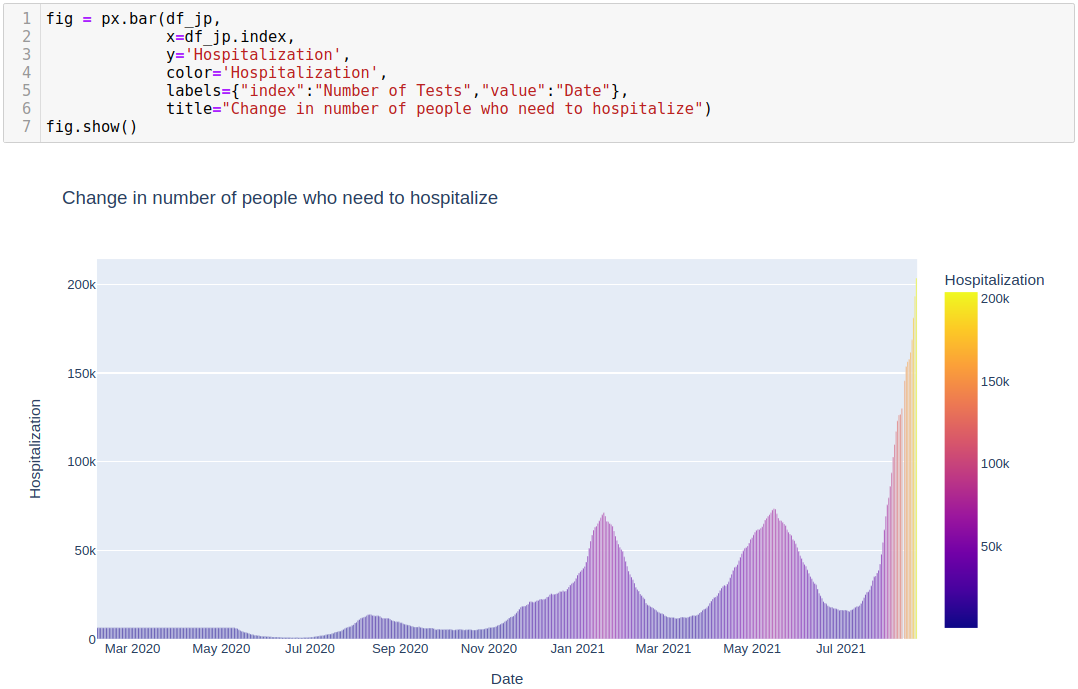 1 fig = px.bar(df_jp,
2 x=df_jp.index,
3 y='Hospitalization',
4 color='Hospitalization',
5 labels={"index":"Number of Tests","value":"Date"},
6 title="Change in number of people who need to hospitalize")
7 fig.show()
Change in number of people who need to hospitalize
Hospitalization
200k
150k
100k
50k
0
Mar 2020 May 2020 Jul 2020 Sep 2020 Nov 2020 Jan 2021 Mar 2021 May 2021 Jul 2021
Date
Hospitalization
200k
150k
100k
50k